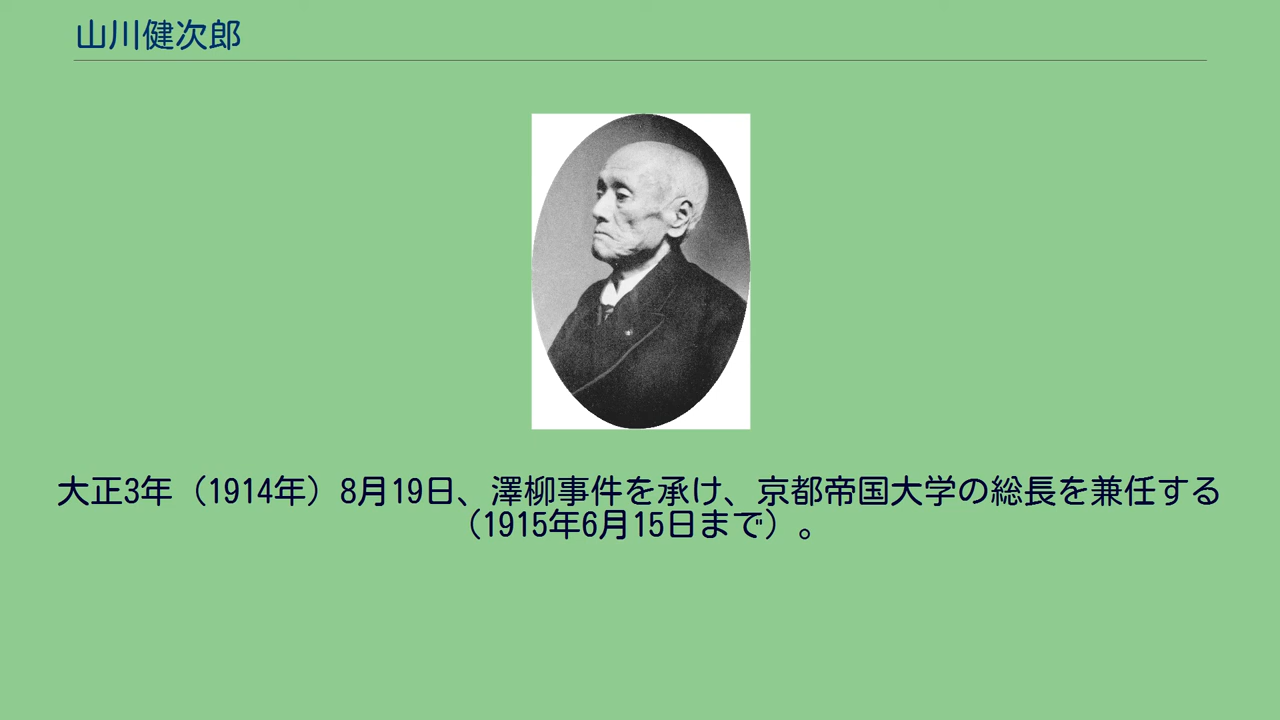 山川健次郎
大正3年（1914年）8月19日、澤柳事件を承け、京都帝国大学の総長を兼任する
（1915年6月15日まで）。